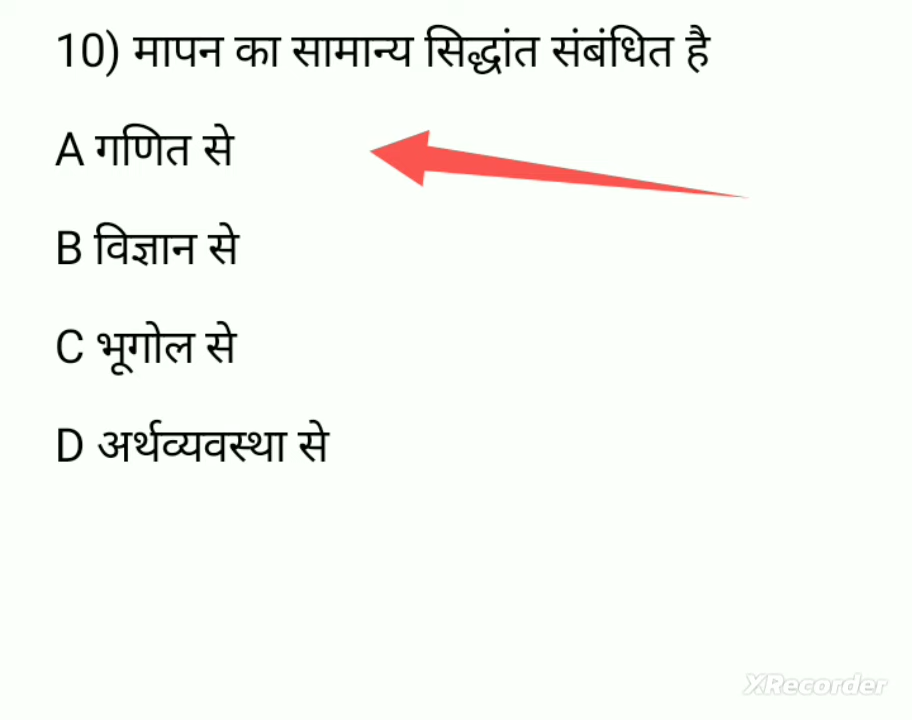 10) मापन का सामान्य सिद्धांत संबंधित है
A गणित से
B विज्ञान से
C भूगोल से
D अर्थव्यवस्था से
XRecorder